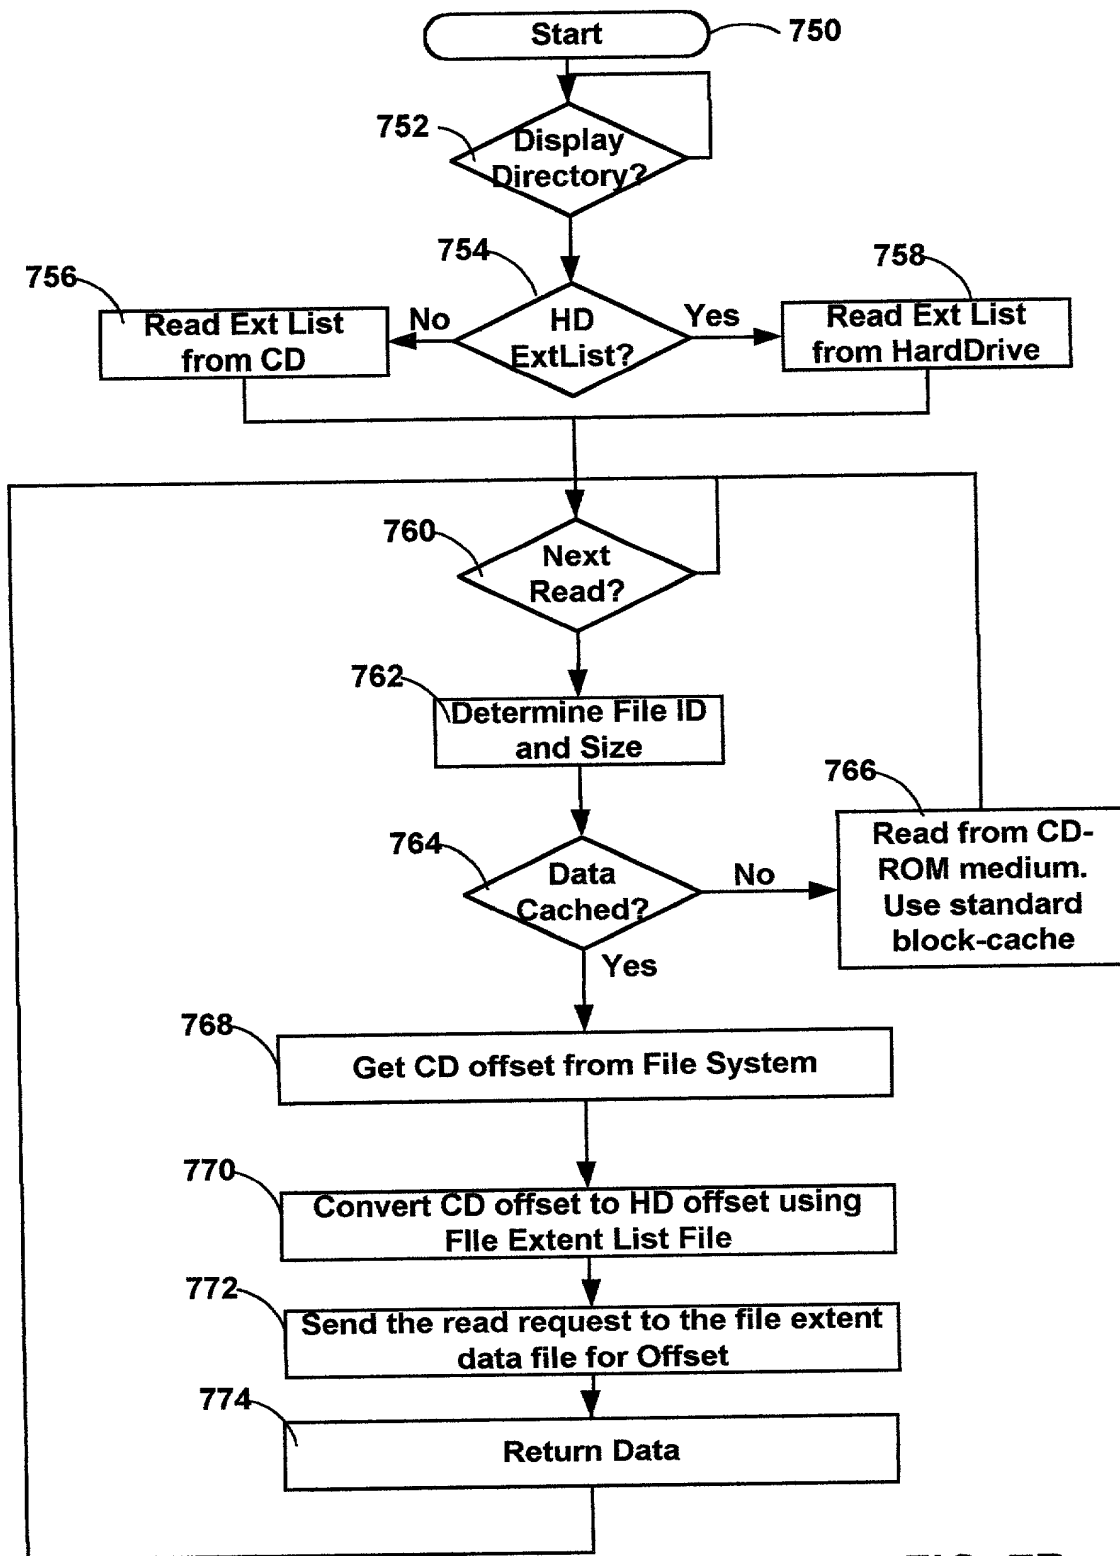 Start
750
752
Display
Directory?
754
756
758
Read Ext List
from CD
No
HD
ExtList?
Yes
Read Ext List
from HardDrive
760
Next
Read?
762
Determine File ID
and Size
764
Data
Cached?
No
766
Read from CD-
ROM medium.
Use standard
block-cache
Yes
768
Get CD offset from File System
770
Convert CD offset to HD offset using
FIle Extent List File
772
Send the read request to the file extent
data file for Offset
774
Return Data